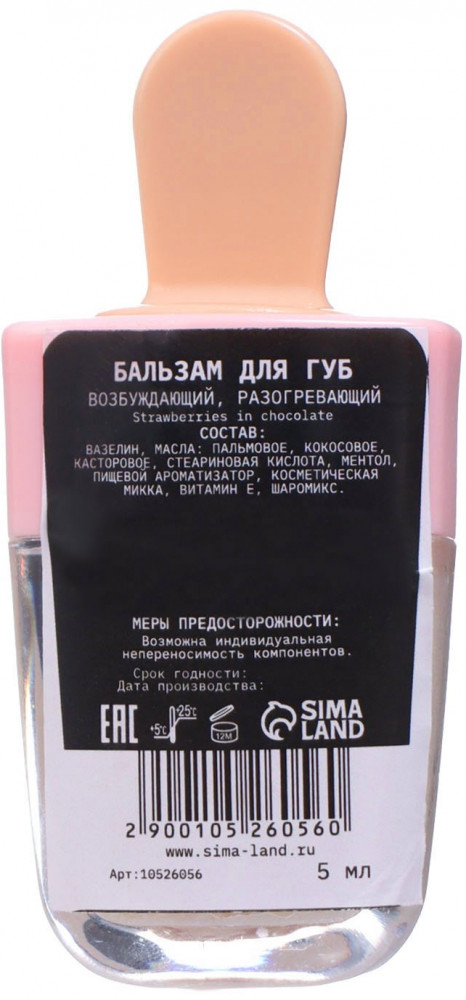 БАЛЬЗАМ ДЛЯ ГУБ
ВОЗБУЖДАЮЩИЙ, РАЗОГРЕВАЮЩИЙ
Strawberries in chocolate
СОСТАВ:
ВАЗЕЛИН, МАСЛА: ПАЛЬМОВОЕ, КОКОСОВОЕ,
КАСТОРОВОЕ, СТЕАРИНОВАЯ КИСЛОТА, МЕНТОЛ,
ПИЩЕВОЙ АРОМАТИЗАТОР, КОСМЕТИЧЕСКАЯ
МИККА, ВИТАМИН Е, ШАРОМИКС.
МЕРЫ ПРЕДОСТОРОЖНОСТИ:
Возможна индивидуальная
непереносимость компонентов.
Срок годности:
Дата производства:
EAC +5°C -25°C 12M SIMA LAND
2 900105 260560
www.sima-land.ru
Арт:10526056 5 мл